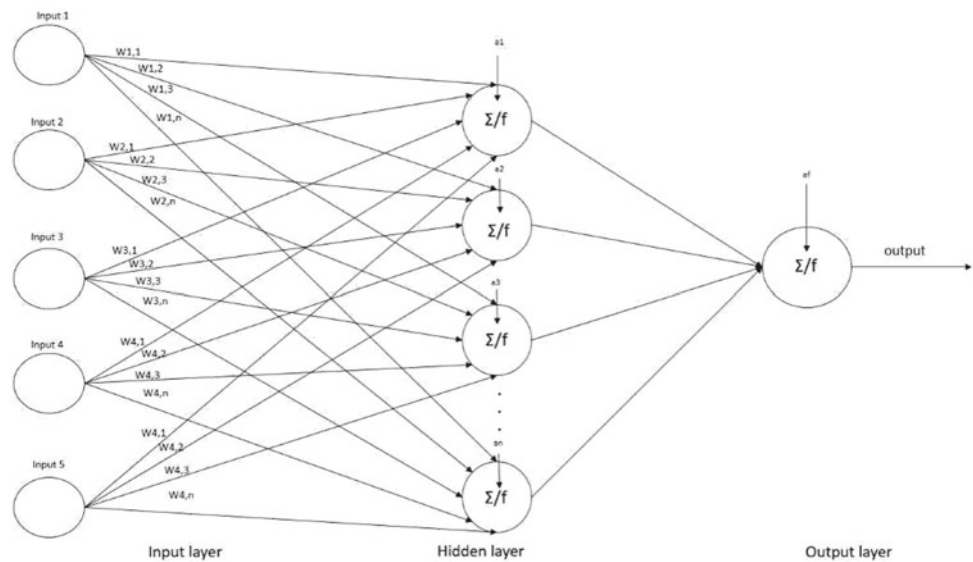 Input 1
W1,1
W1,2
W1,3
W1,n
Input 2
W2,1
W2,2
W2,3
W2,n
Input 3
W3,1
W3,2
W3,3
W3,n
Input 4
W4,1
W4,2
W4,3
W4,n
Input 5
W4,1
W4,2
W4,3
W4,n
a1
Σ/f
a2
Σ/f
a3
Σ/f
an
Σ/f
af
Σ/f
output
Input layer
Hidden layer
Output layer